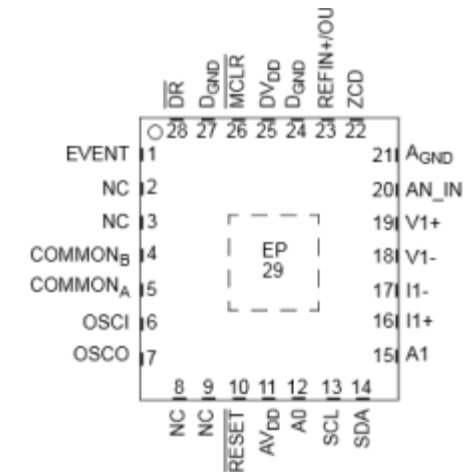 DR
DGND
MCLR
DVDD
DGND
REFIN+/OU
ZCD
28 27 26 25 24 23 22
EVENT 1
NC 2
NC 3
COMMONB 4
COMMONA 5
OSCI 6
OSCO 7
EP
29
21 AGND
20 AN_IN
19 V1+
18 V1-
17 I1-
16 I1+
15 A1
8 9 10 11 12 13 14
NC
NC
RESET
AVDD
A0
SCL
SDA